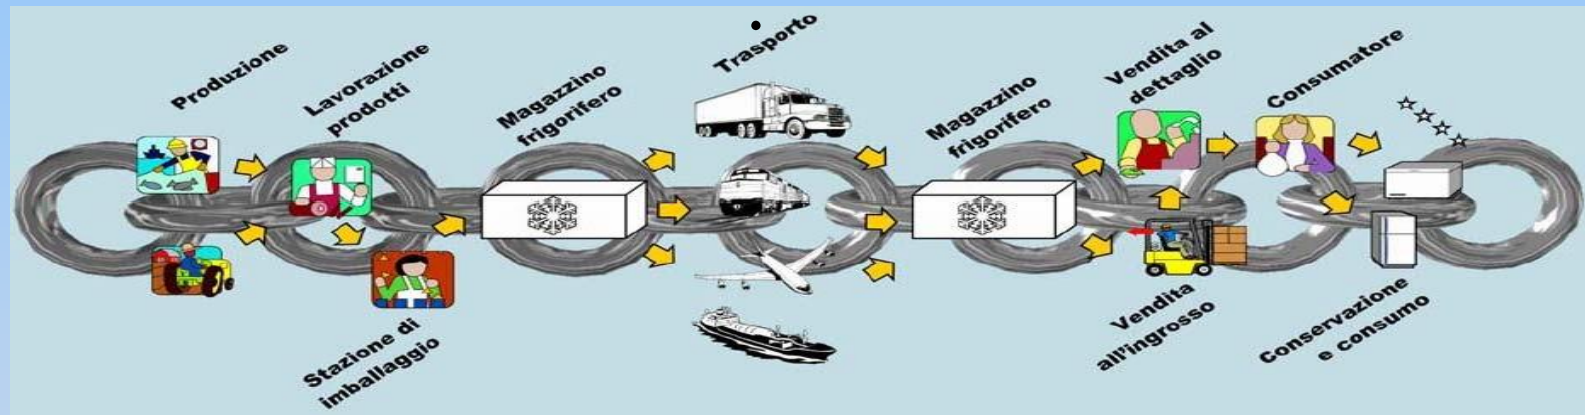 Produzione
Lavorazione
prodotti
Stazione di
imballaggio
Magazzino
frigorifero
Trasporto
Magazzino
frigorifero
Vendita al
dettaglio
Vendita
all'ingrosso
Consumatore
Conservazione
e consumo